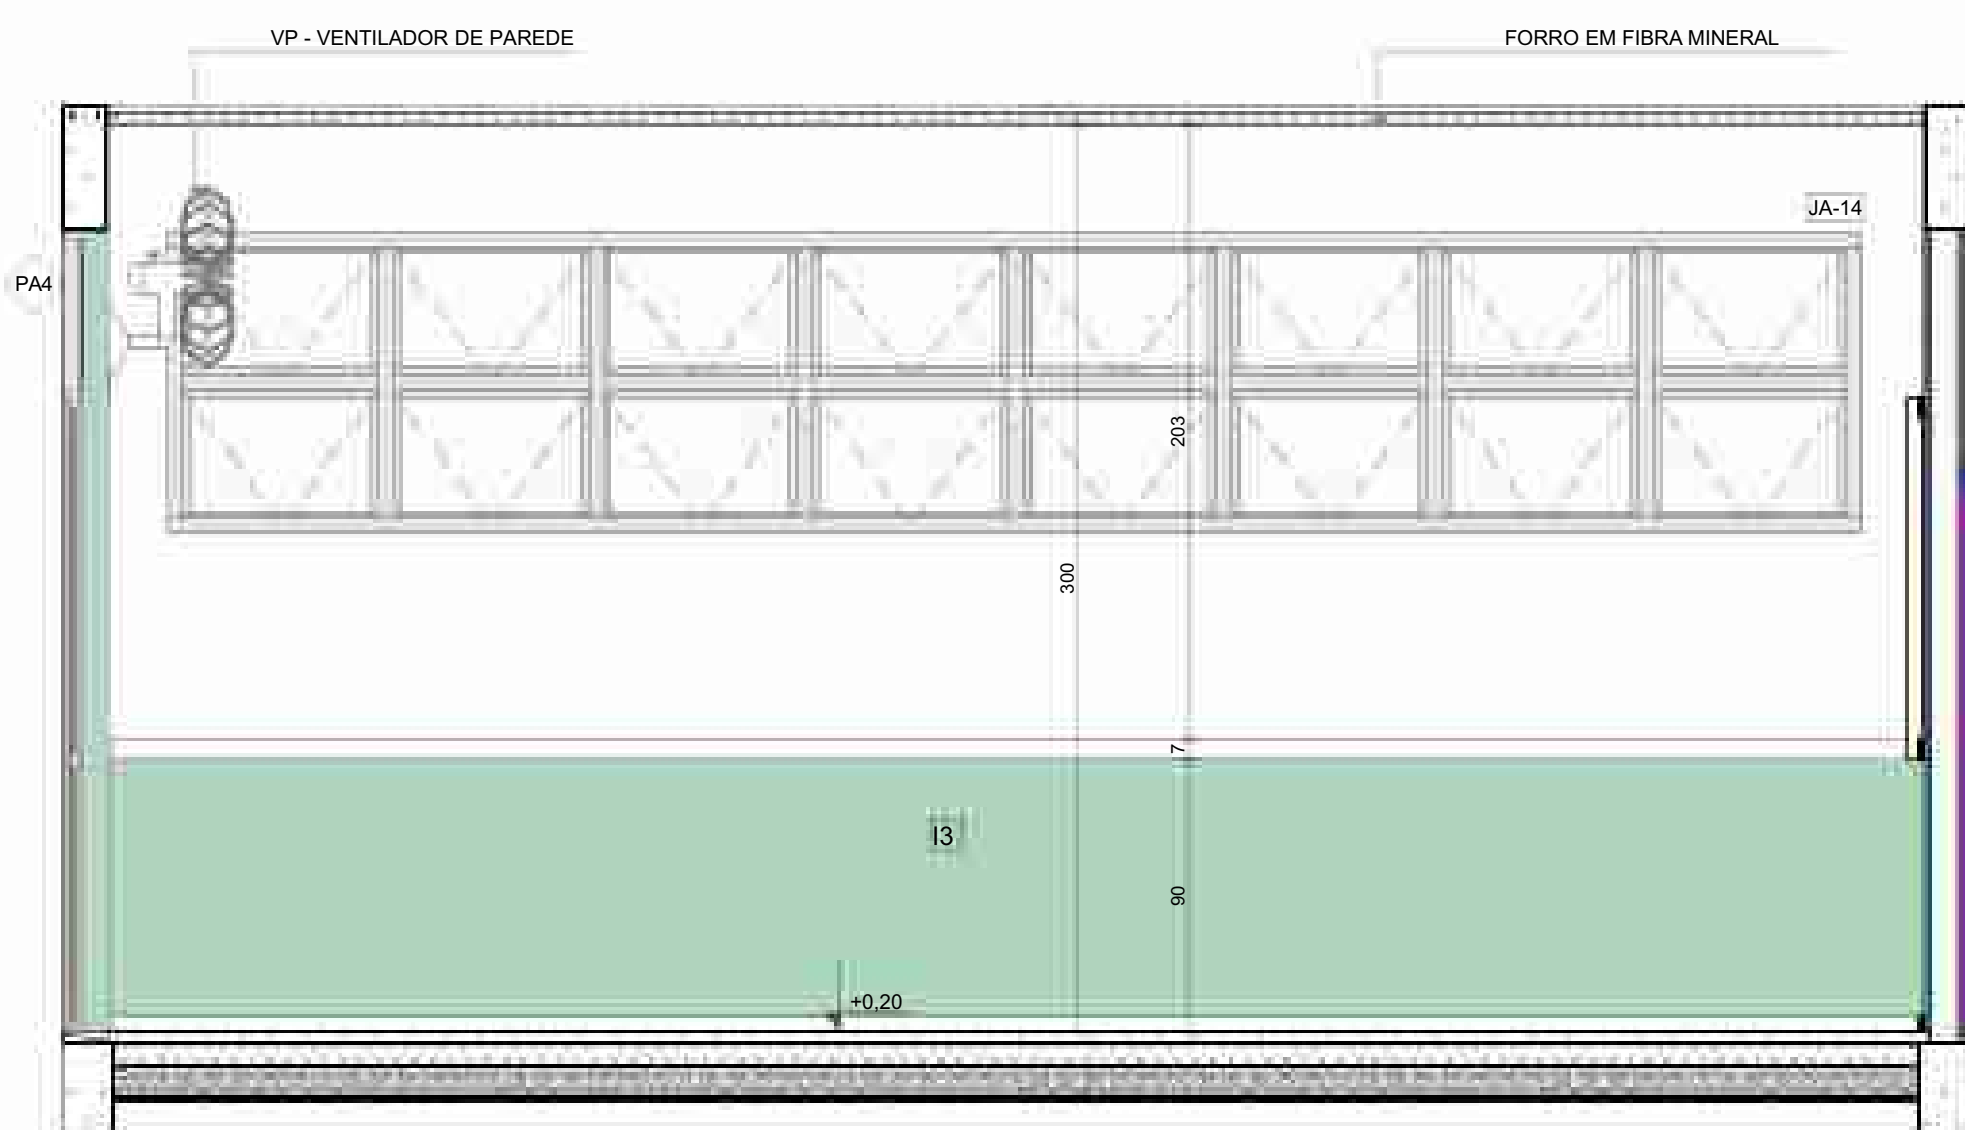 VP - VENTILADOR DE PAREDE
FORRO EM FIBRA MINERAL
JA-14
PA4
203
300
7
I3
90
+0,20